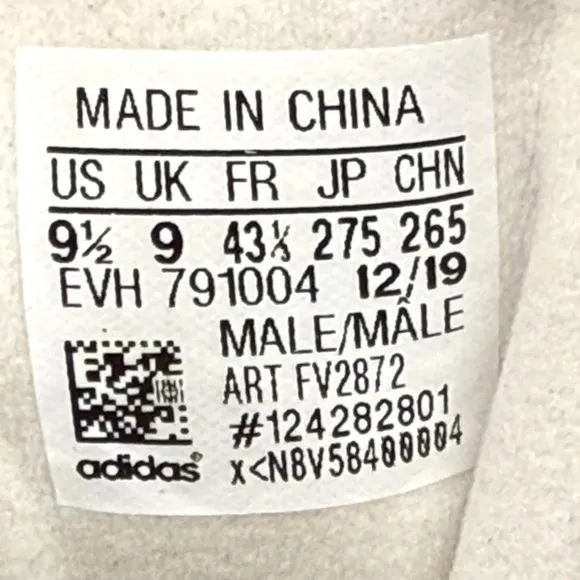 MADE IN CHINA
US UK FR JP CHN
9½ 9 43⅓ 275 265
EVH 791004 12/19
MALE/MÂLE
ART FV2872
#124282801
adidas® x<N8V58400004